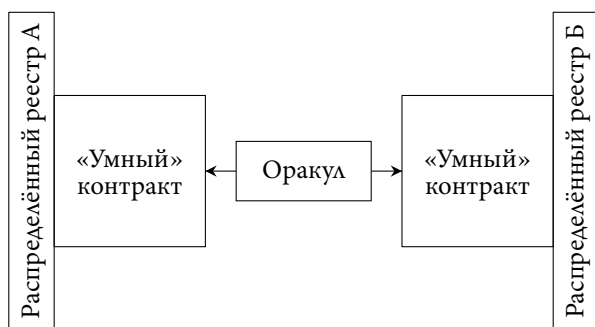 Распределённый реестр А
«Умный»
контракт
Оракул
«Умный»
контракт
Распределённый реестр Б